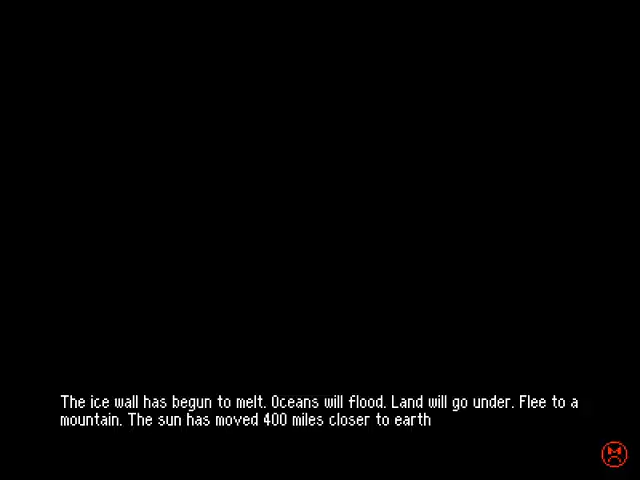 The ice wall has begun to melt. Oceans will flood. Land will go under. Flee to a
mountain. The sun has moved 400 miles closer to earth